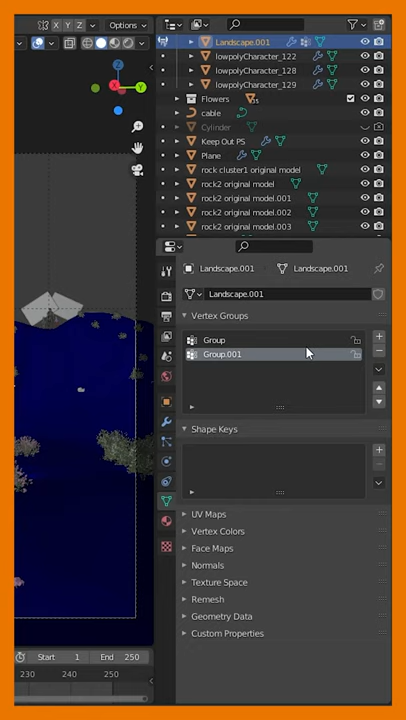 Options
Landscape.001
lowpolyCharacter_122
lowpolyCharacter_128
lowpolyCharacter_129
Flowers
cable
Cylinder
Keep Out PS
Plane
rock cluster1 original model
rock2 original model
rock2 original model.001
rock2 original model.002
rock2 original model.003
Z
Y
Landscape.001 Landscape.001
Landscape.001
Vertex Groups
Group
Group.001
Shape Keys
UV Maps
Vertex Colors
Face Maps
Normals
Texture Space
Remesh
Geometry Data
Custom Properties
Start 1 End 250
230 240 250